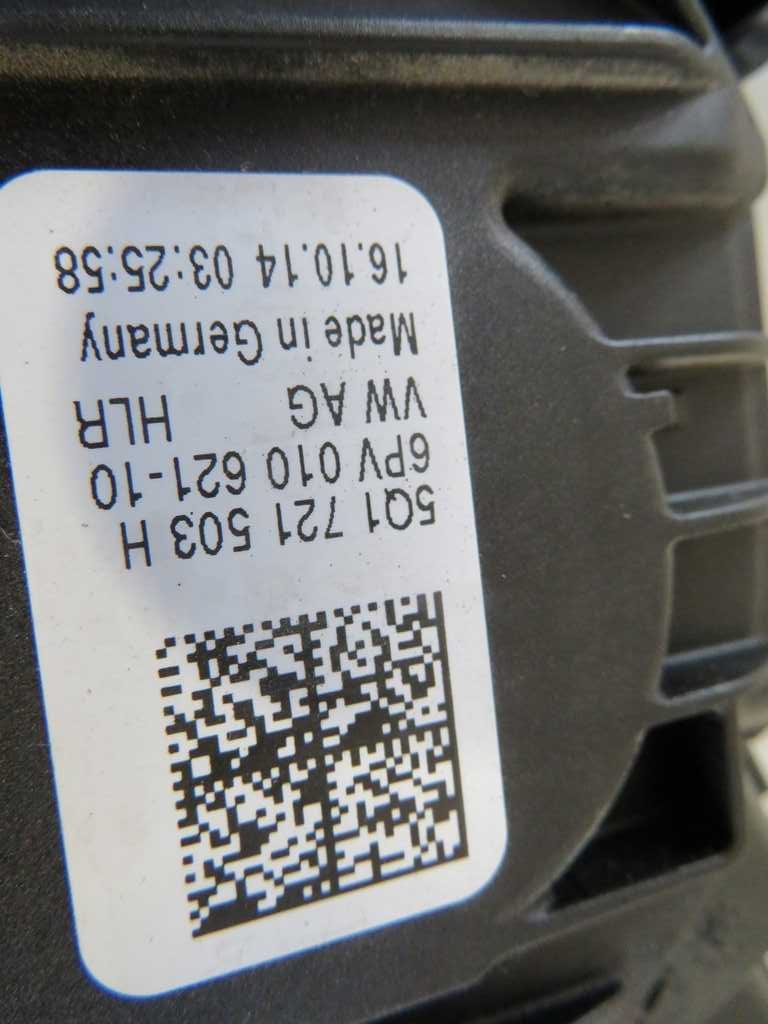 5Q1 721 503 H
6PV 010 621-10
VW AG HLR
Made in Germany
16.10.14 03:25:58